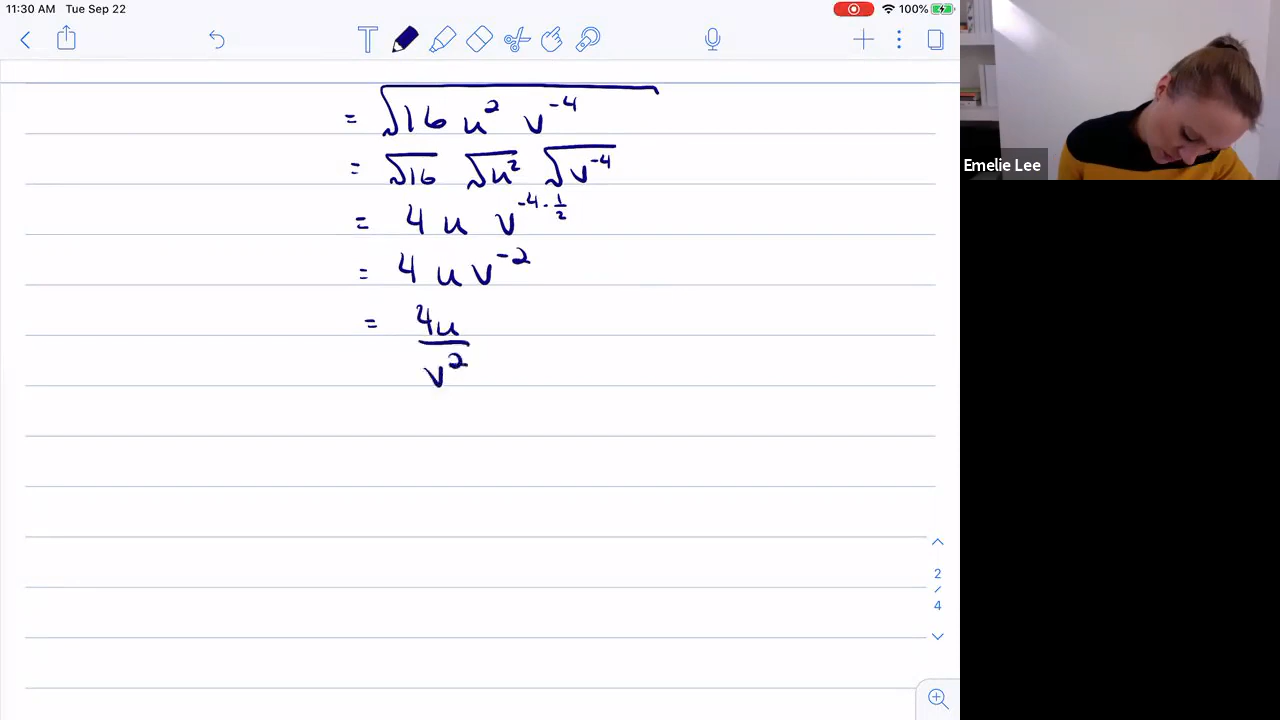 11:30 AM Tue Sep 22
100%
= √16 u² v⁻⁴
= √16 √u² √v⁻⁴
= 4 u v⁻⁴·¹/₂
= 4 u v⁻²
= 4u
v²
Emelie Lee
T
2
/
4